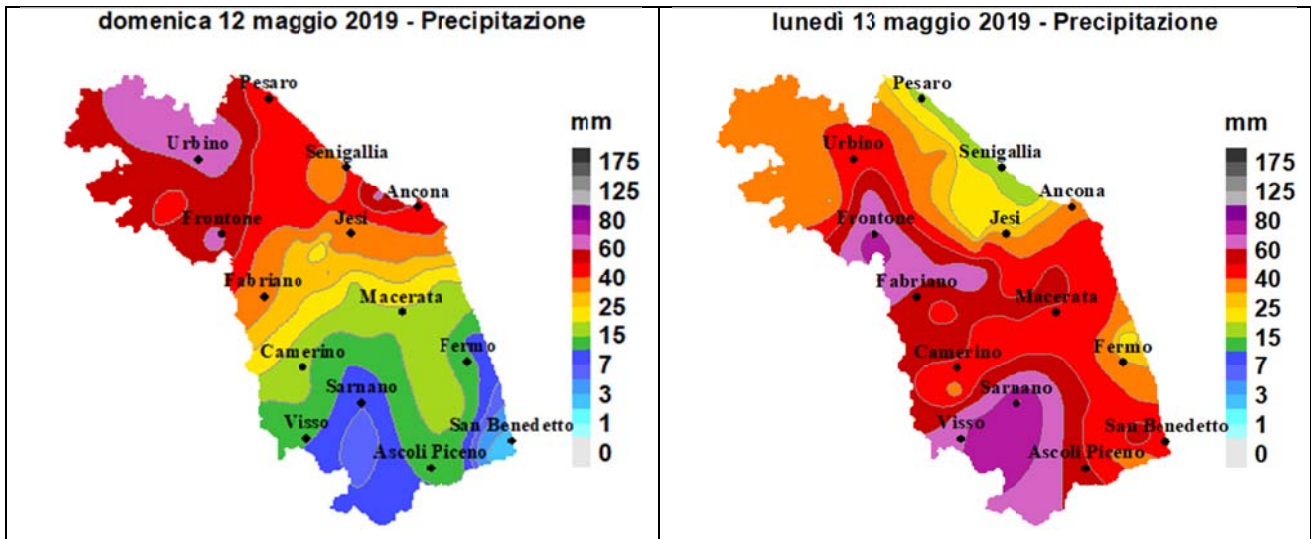 domenica 12 maggio 2019 - Precipitazione
Pesaro
mm
Urbino
175
Senigallia
125
Ancona
80
Frontone
Jesi
60
40
Fabriano
25
Macerata
15
Camerino
Fermo
7
Sarnano
3
Visso
San Benedetto
1
Ascoli Piceno
0
lunedì 13 maggio 2019 - Precipitazione
Pesaro
mm
Urbino
175
Senigallia
125
Ancona
80
Frontone
Jesi
60
40
Fabriano
25
Macerata
15
Camerino
Fermo
7
Sarnano
3
Visso
San Benedetto
1
Ascoli Piceno
0